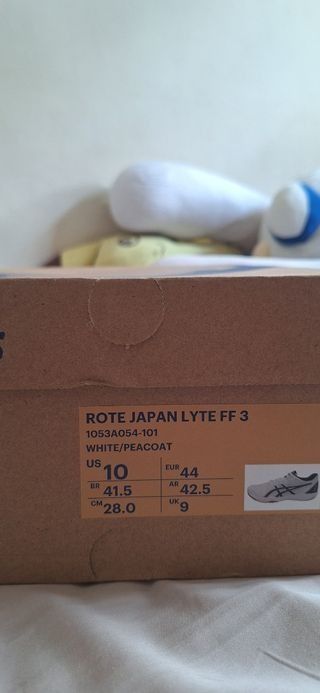 ROTE JAPAN LYTE FF 3
1053A054-101
WHITE/PEACOAT
US 10 EUR 44
BR 41.5 AR 42.5
CM 28.0 UK 9